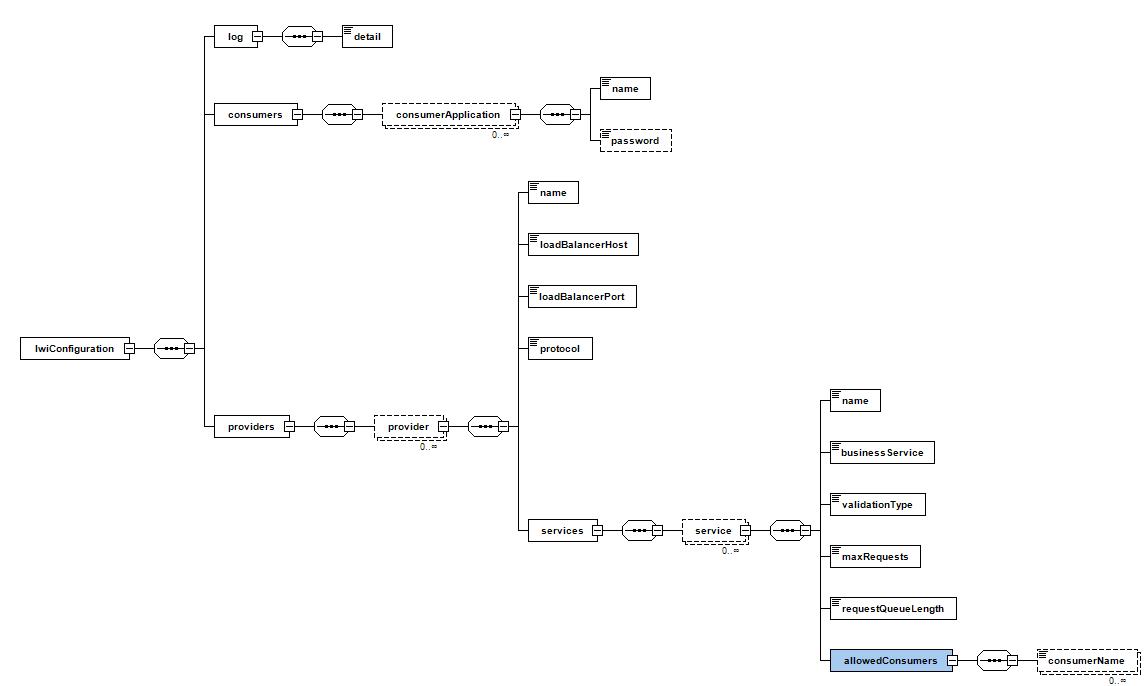 log
detail
name
consumers
consumerApplication
0..∞
password
name
loadBalancerHost
loadBalancerPort
lwiConfiguration
protocol
name
providers
provider
0..∞
businessService
validationType
services
service
0..∞
maxRequests
requestQueueLength
allowedConsumers
consumerName
0..∞